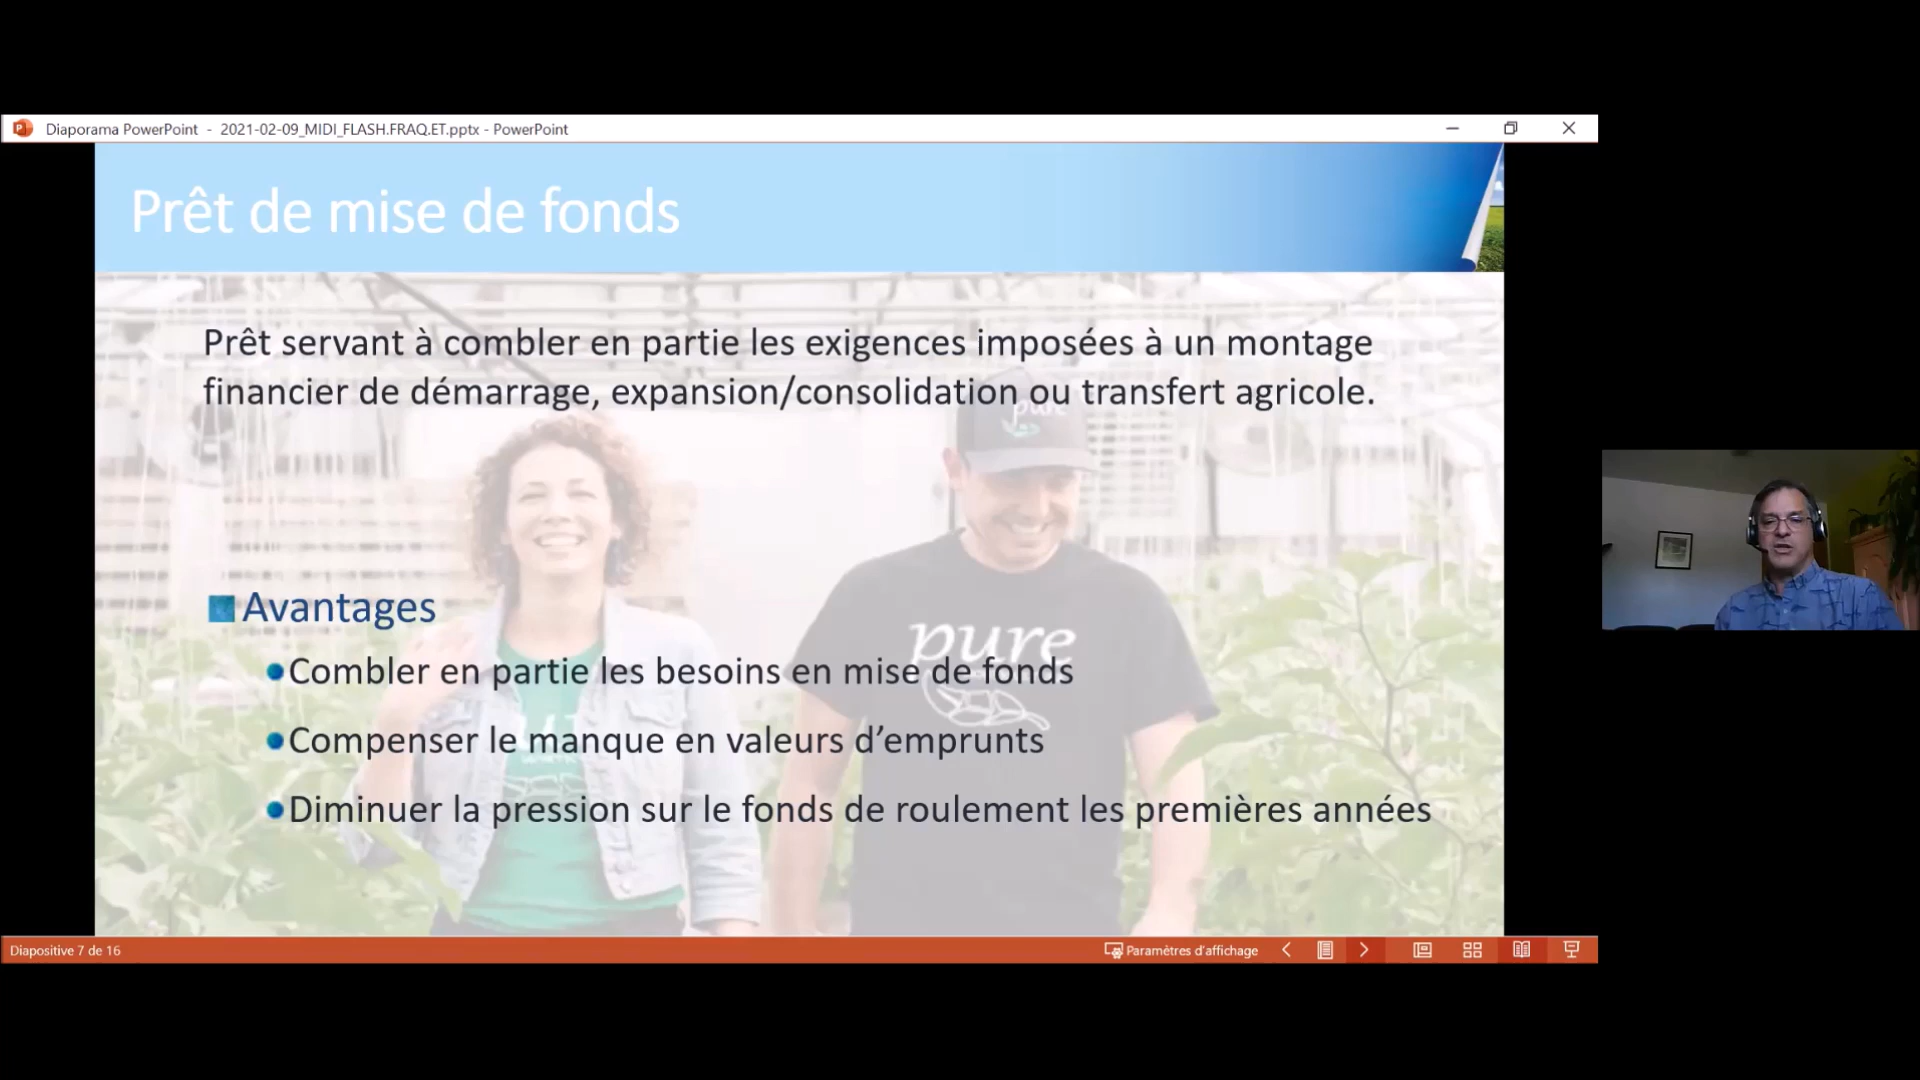 Diaporama PowerPoint - 2021-02-09_MIDI_FLASH.FRAQ.ET.pptx - PowerPoint
Prêt de mise de fonds
Prêt servant à combler en partie les exigences imposées à un montage
financier de démarrage, expansion/consolidation ou transfert agricole.
pure
Avantages
pure
Combler en partie les besoins en mise de fonds
Compenser le manque en valeurs d'emprunts
Diminuer la pression sur le fonds de roulement les premières années
Diapositive 7 de 16
Paramètres d'affichage